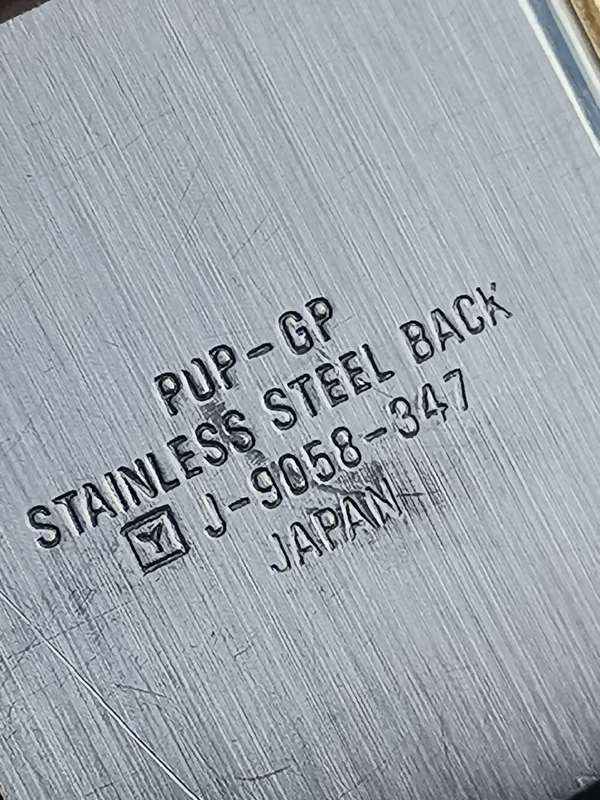 PUP-GP
STAINLESS STEEL BACK
Y J-9058-347
JAPAN